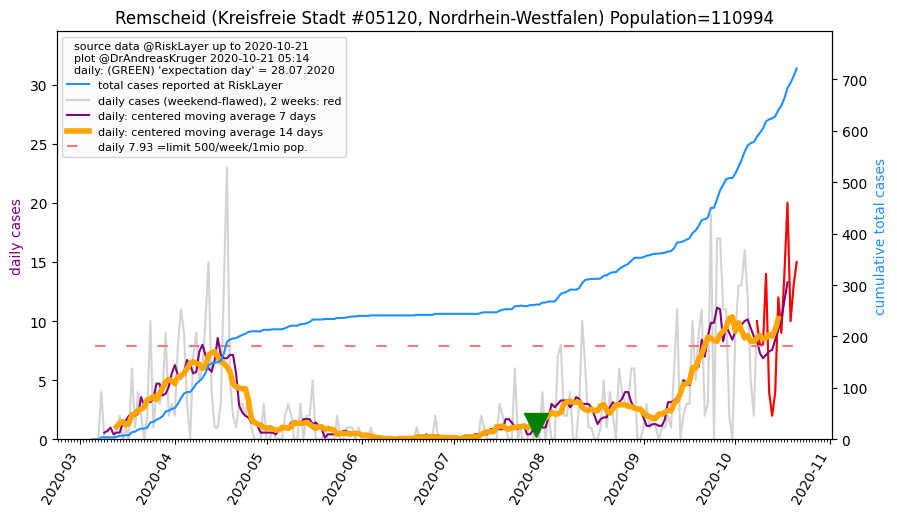 Remscheid (Kreisfreie Stadt #05120, Nordrhein-Westfalen) Population=110994
source data @RiskLayer up to 2020-10-21
plot @DrAndreasKruger 2020-10-21 05:14
daily: (GREEN) 'expectation day' = 28.07.2020
total cases reported at RiskLayer
daily cases (weekend-flawed), 2 weeks: red
daily: centered moving average 7 days
daily: centered moving average 14 days
daily 7.93 =limit 500/week/1mio pop.
daily cases
30
25
20
15
10
5
0
700
600
500
400
300
200
100
0
cumulative total cases
2020-03
2020-04
2020-05
2020-06
2020-07
2020-08
2020-09
2020-10
2020-11